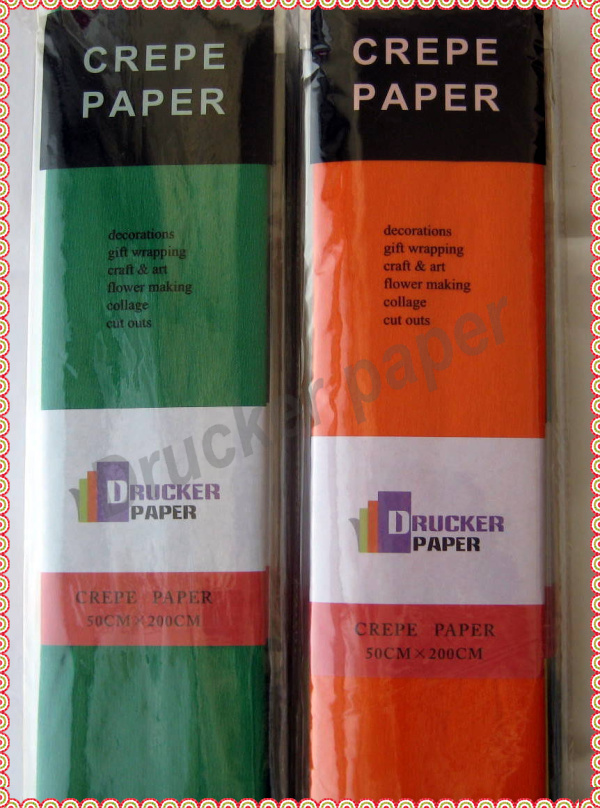 CREPE
PAPER
decorations
gift wrapping
craft & art
flower making
collage
cut outs
DRUCKER
PAPER
CREPE PAPER
50CM×200CM
CREPE
PAPER
decorations
gift wrapping
craft & art
flower making
collage
cut outs
DRUCKER
PAPER
CREPE PAPER
50CM×200CM
Drucker paper